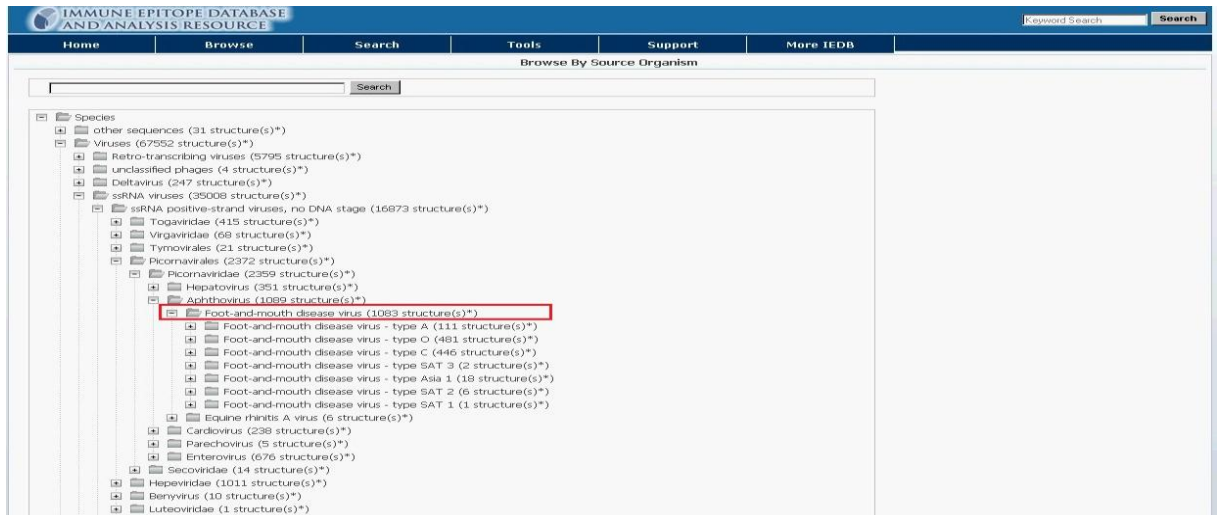 IMMUNE EPITOPE DATABASE
AND ANALYSIS RESOURCE
Keyword Search Search
Home Browse Search Tools Support More IEDB
Browse By Source Organism
Search
Species
other sequences (31 structure(s)*)
Viruses (67552 structure(s)*)
Retro-transcribing viruses (5795 structure(s)*)
unclassified phages (4 structure(s)*)
Deltavirus (247 structure(s)*)
ssRNA viruses (35008 structure(s)*)
ssRNA positive-strand viruses, no DNA stage (16873 structure(s)*)
Togaviridae (415 structure(s)*)
Virgaviridae (68 structure(s)*)
Tymovirales (21 structure(s)*)
Picornavirales (2372 structure(s)*)
Picornaviridae (2359 structure(s)*)
Hepatovirus (351 structure(s)*)
Aphthovirus (1089 structure(s)*)
Foot-and-mouth disease virus (1083 structure(s)*)
Foot-and-mouth disease virus - type A (111 structure(s)*)
Foot-and-mouth disease virus - type O (481 structure(s)*)
Foot-and-mouth disease virus - type C (446 structure(s)*)
Foot-and-mouth disease virus - type SAT 3 (2 structure(s)*)
Foot-and-mouth disease virus - type Asia 1 (18 structure(s)*)
Foot-and-mouth disease virus - type SAT 2 (6 structure(s)*)
Foot-and-mouth disease virus - type SAT 1 (1 structure(s)*)
Equine rhinitis A virus (6 structure(s)*)
Cardiovirus (238 structure(s)*)
Parechovirus (5 structure(s)*)
Enterovirus (676 structure(s)*)
Secoviridae (14 structure(s)*)
Hepeviridae (1011 structure(s)*)
Benyvirus (10 structure(s)*)
Luteoviridae (1 structure(s)*)